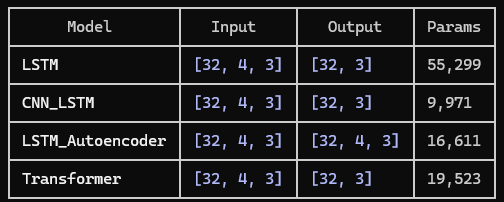 Model Input Output Params
LSTM [32, 4, 3] [32, 3] 55,299
CNN_LSTM [32, 4, 3] [32, 3] 9,971
LSTM_Autoencoder [32, 4, 3] [32, 4, 3] 16,611
Transformer [32, 4, 3] [32, 3] 19,523